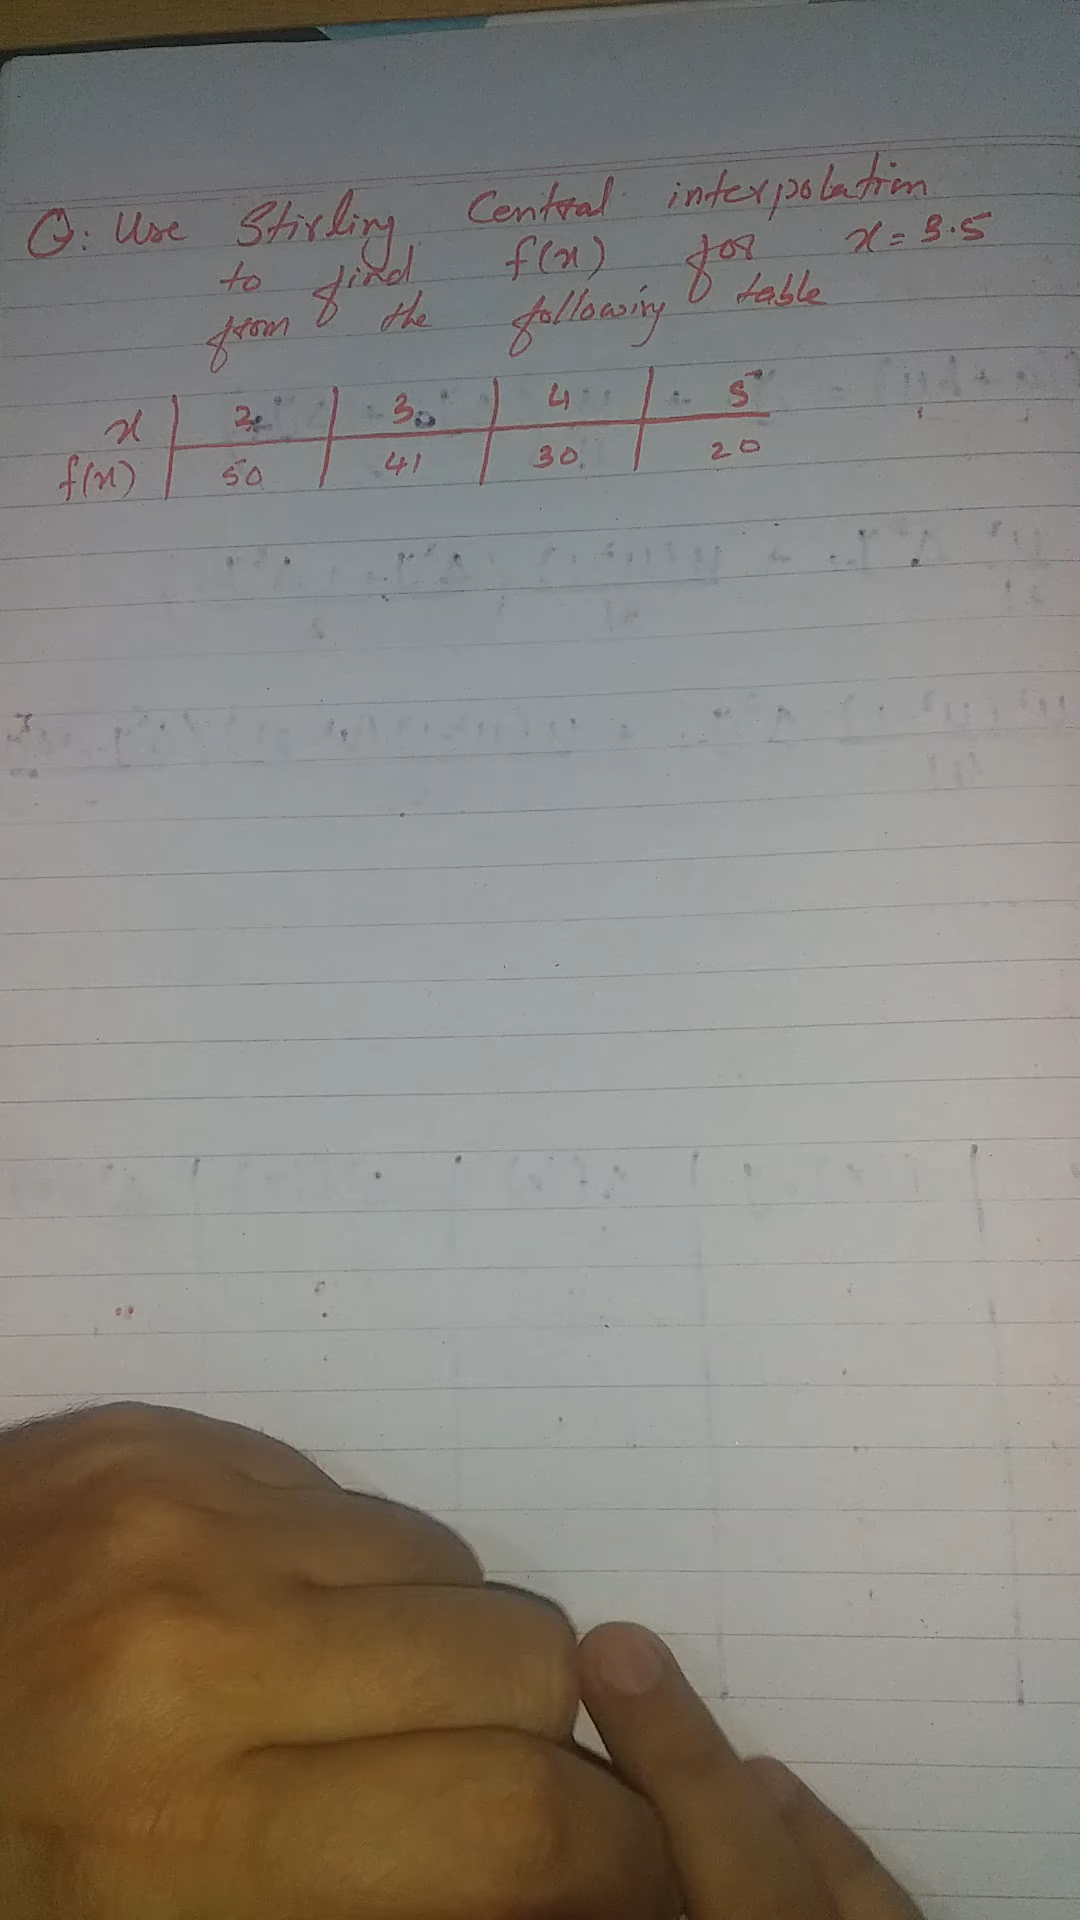 Q: Use Stirling Central interpolation
to find f(x) for x = 3.5
from the following table
x | 2 | 3 | 4 | 5
f(x) | 50 | 41 | 30 | 20